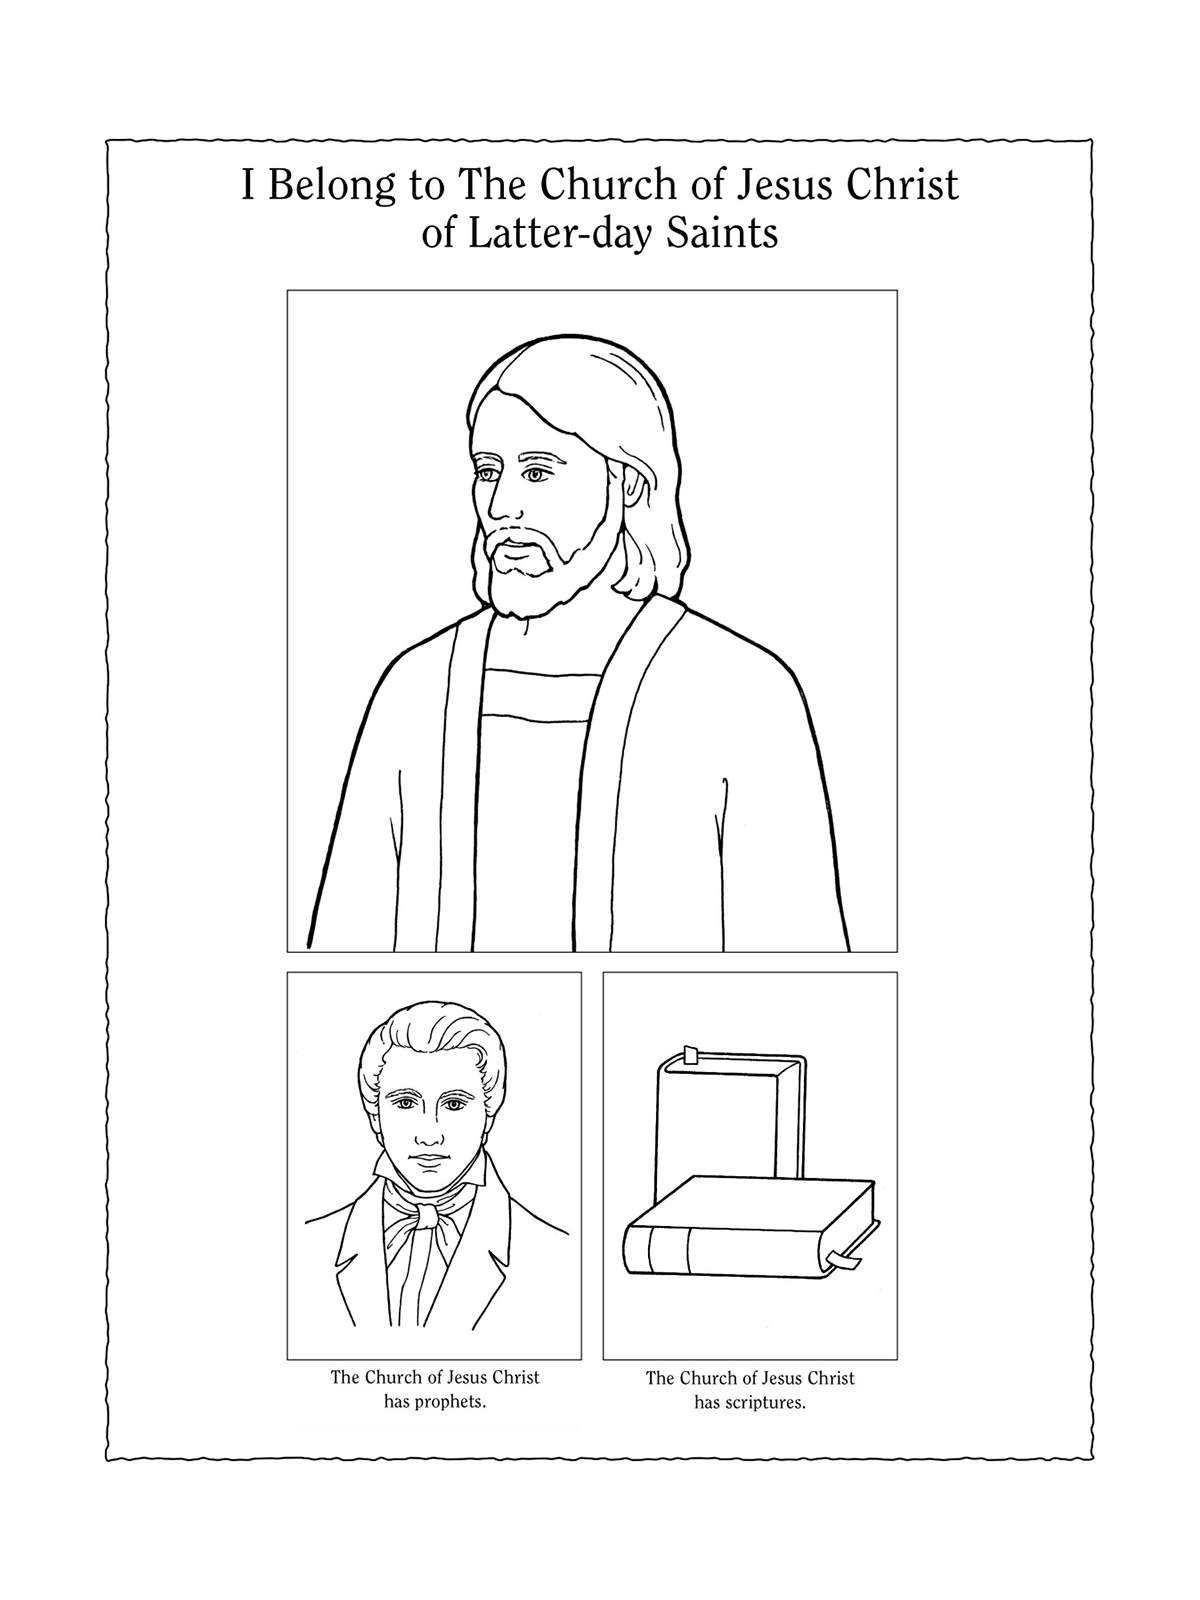 I Belong to The Church of Jesus Christ
of Latter-day Saints
The Church of Jesus Christ
has prophets.
The Church of Jesus Christ
has scriptures.